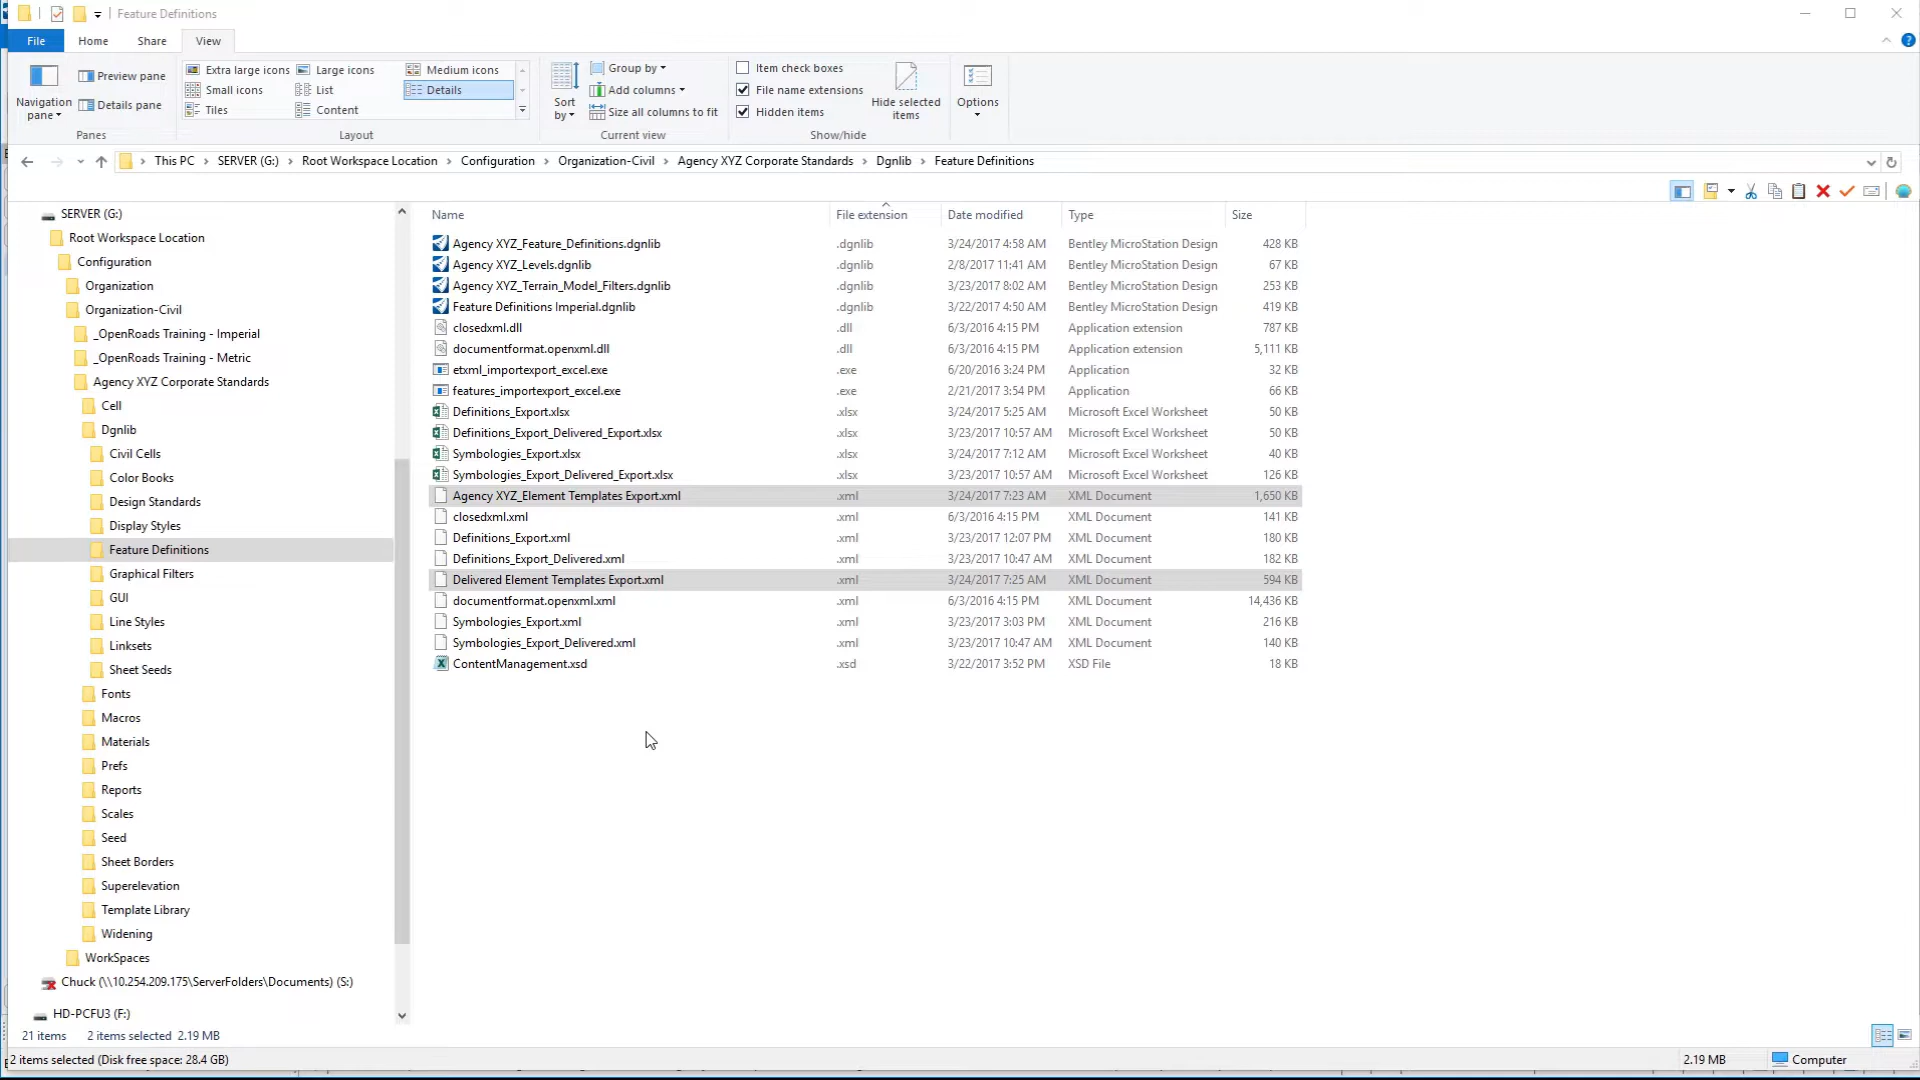 Feature Definitions
File Home Share View
Navigation pane
Preview pane
Details pane
Panes
Extra large icons Large icons Medium icons
Small icons List Details
Tiles Content
Layout
Sort by
Group by
Add columns
Size all columns to fit
Current view
Item check boxes
File name extensions
Hidden items
Hide selected items
Show/hide
Options
This PC SERVER (G:) Root Workspace Location Configuration Organization-Civil Agency XYZ Corporate Standards Dgnlib Feature Definitions
SERVER (G:)
Root Workspace Location
Configuration
Organization
Organization-Civil
_OpenRoads Training - Imperial
_OpenRoads Training - Metric
Agency XYZ Corporate Standards
Cell
Dgnlib
Civil Cells
Color Books
Design Standards
Display Styles
Feature Definitions
Graphical Filters
GUI
Line Styles
Linksets
Sheet Seeds
Fonts
Macros
Materials
Prefs
Reports
Scales
Seed
Sheet Borders
Superelevation
Template Library
Widening
WorkSpaces
Chuck (\\10.254.209.175\ServerFolders\Documents) (S:)
HD-PCFU3 (F:)
Name File extension Date modified Type Size
Agency XYZ_Feature_Definitions.dgnlib .dgnlib 3/24/2017 4:58 AM Bentley MicroStation Design 428 KB
Agency XYZ_Levels.dgnlib .dgnlib 2/8/2017 11:41 AM Bentley MicroStation Design 67 KB
Agency XYZ_Terrain_Model_Filters.dgnlib .dgnlib 3/23/2017 8:02 AM Bentley MicroStation Design 253 KB
Feature Definitions Imperial.dgnlib .dgnlib 3/22/2017 4:50 AM Bentley MicroStation Design 419 KB
closedxml.dll .dll 6/3/2016 4:15 PM Application extension 787 KB
documentformat.openxml.dll .dll 6/3/2016 4:15 PM Application extension 5,111 KB
etxml_importexport_excel.exe .exe 6/20/2016 3:24 PM Application 32 KB
features_importexport_excel.exe .exe 2/21/2017 3:54 PM Application 66 KB
Definitions_Export.xlsx .xlsx 3/24/2017 5:25 AM Microsoft Excel Worksheet 50 KB
Definitions_Export_Delivered_Export.xlsx .xlsx 3/23/2017 10:57 AM Microsoft Excel Worksheet 50 KB
Symbologies_Export.xlsx .xlsx 3/24/2017 7:12 AM Microsoft Excel Worksheet 40 KB
Symbologies_Export_Delivered_Export.xlsx .xlsx 3/23/2017 10:57 AM Microsoft Excel Worksheet 126 KB
Agency XYZ_Element Templates Export.xml .xml 3/24/2017 7:23 AM XML Document 1,650 KB
closedxml.xml .xml 6/3/2016 4:15 PM XML Document 141 KB
Definitions_Export.xml .xml 3/23/2017 12:07 PM XML Document 180 KB
Definitions_Export_Delivered.xml .xml 3/23/2017 10:47 AM XML Document 182 KB
Delivered Element Templates Export.xml .xml 3/24/2017 7:25 AM XML Document 594 KB
documentformat.openxml.xml .xml 6/3/2016 4:15 PM XML Document 14,436 KB
Symbologies_Export.xml .xml 3/23/2017 3:03 PM XML Document 216 KB
Symbologies_Export_Delivered.xml .xml 3/23/2017 10:47 AM XML Document 140 KB
ContentManagement.xsd .xsd 3/22/2017 3:52 PM XSD File 18 KB
21 items 2 items selected 2.19 MB
2 items selected (Disk free space: 28.4 GB) 2.19 MB Computer